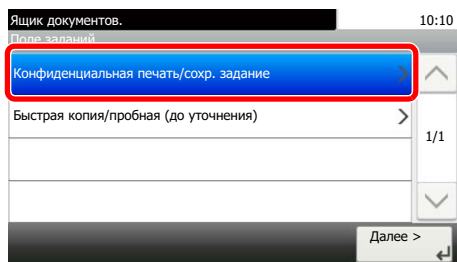 Ящик документов.
10:10
Поле заданий
Конфиденциальная печать/сохр. задание
Быстрая копия/пробная (до уточнения)
1/1
Далее >